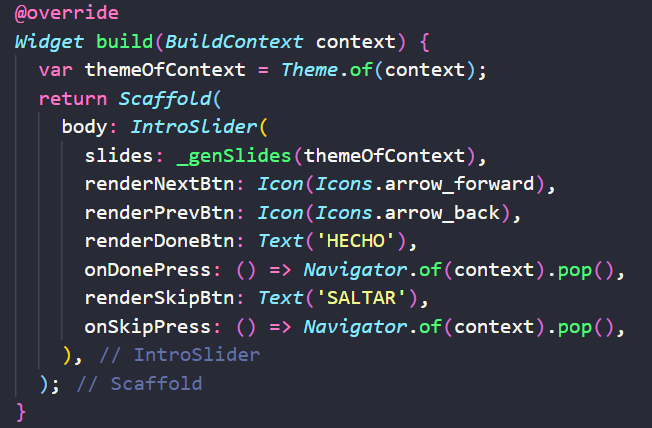 @override
Widget build(BuildContext context) {
  var themeOfContext = Theme.of(context);
  return Scaffold(
    body: IntroSlider(
      slides: _genSlides(themeOfContext),
      renderNextBtn: Icon(Icons.arrow_forward),
      renderPrevBtn: Icon(Icons.arrow_back),
      renderDoneBtn: Text('HECHO'),
      onDonePress: () => Navigator.of(context).pop(),
      renderSkipBtn: Text('SALTAR'),
      onSkipPress: () => Navigator.of(context).pop(),
    ), // IntroSlider
  ); // Scaffold
}